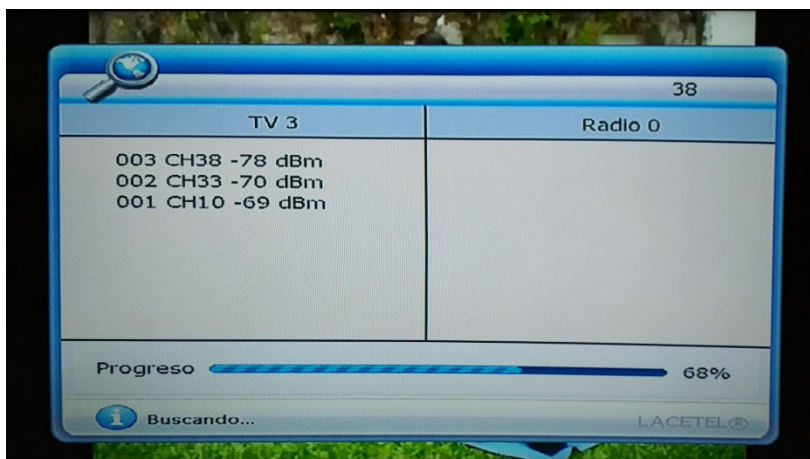 38
TV 3
Radio 0
003 CH38 -78 dBm
002 CH33 -70 dBm
001 CH10 -69 dBm
Progreso
68%
Buscando...
LACETEL®